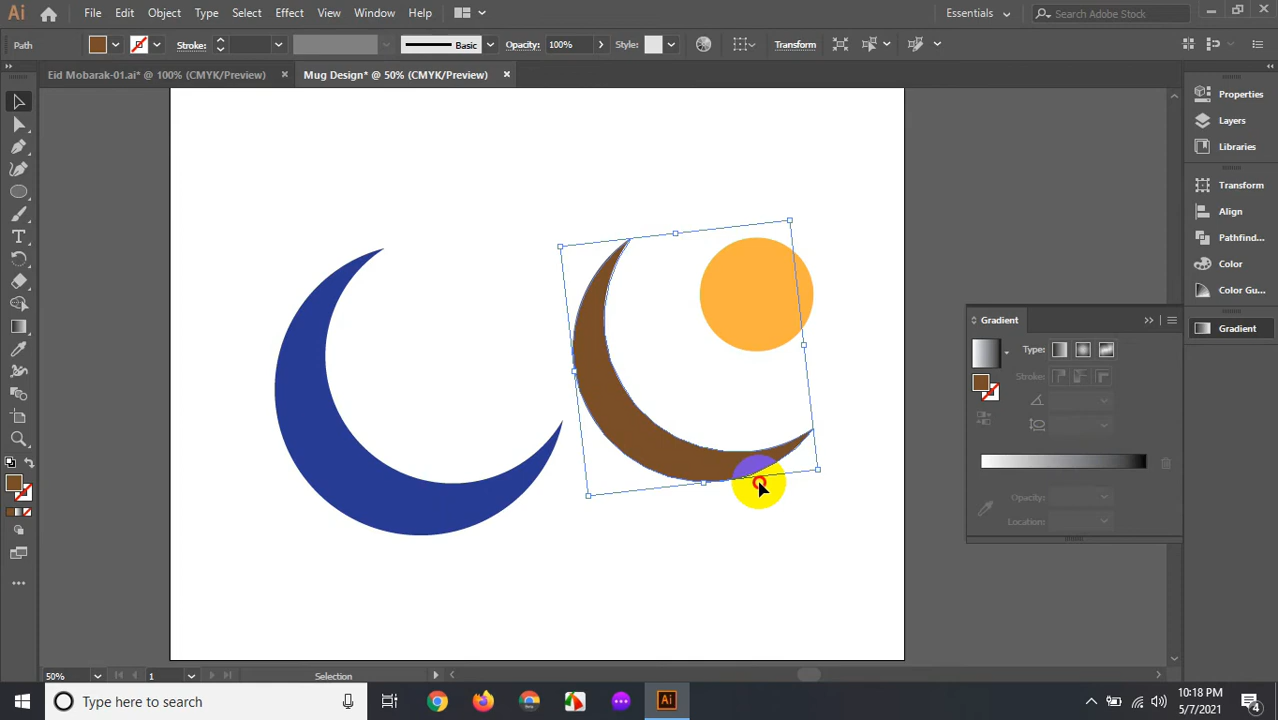 Ai File Edit Object Type Select Effect View Window Help Essentials Search Adobe Stock
Path Stroke: Basic Opacity: 100% Style: Transform
Eid Mobarak-01.ai* @ 100% (CMYK/Preview) Mug Design* @ 50% (CMYK/Preview)
Properties
Layers
Libraries
Transform
Align
Pathfind...
Color
Color Gu...
Gradient
Gradient
Type:
Stroke:
Opacity:
Location:
50% 1 Selection
Type here to search
Ai
10:18 PM
5/7/2021
4